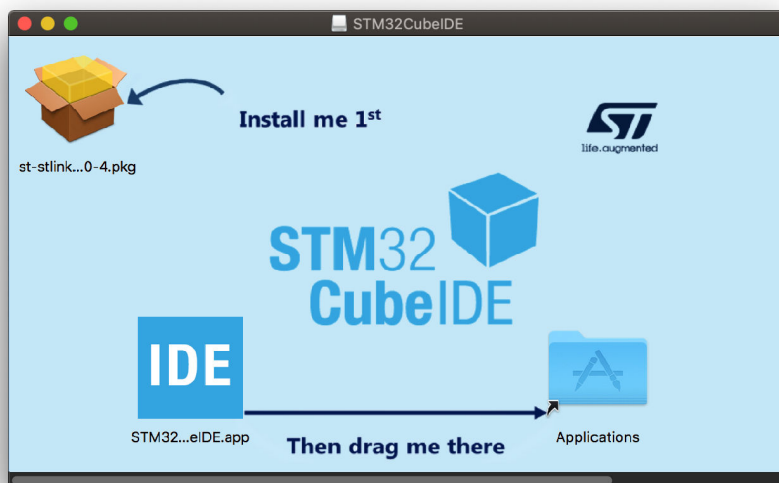 STM32CubeIDE
Install me 1st
ST
life.augmented
st-stlink...0-4.pkg
STM32
CubeIDE
IDE
STM32...eIDE.app
Then drag me there
Applications